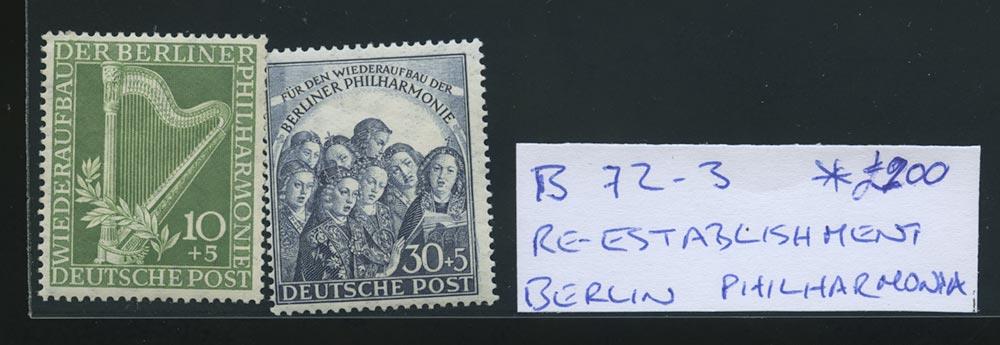 WIEDERAUFBAU
DER BERLINER
PHILHARMONIE
10
+5
DEUTSCHE POST
FÜR DEN WIEDERAUFBAU DER
BERLINER PHILHARMONIE
30+5
DEUTSCHE POST
B 72-3 * £200
RE-ESTABLISHMENT
BERLIN PHILHARMONIA